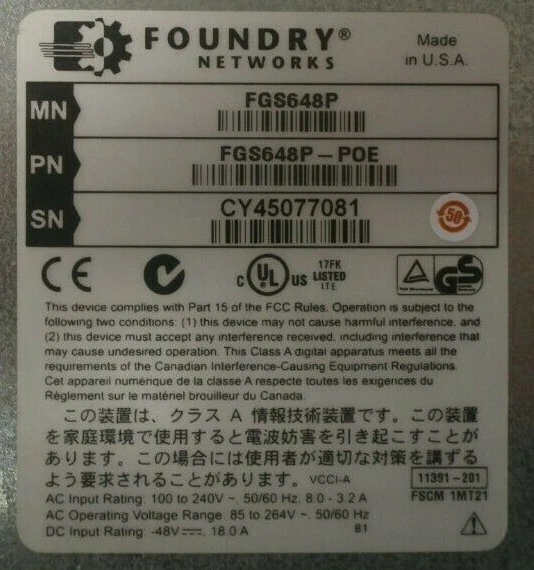 FOUNDRY®
NETWORKS
Made
in U.S.A.
MN
FGS648P
PN
FGS648P-POE
SN
CY45077081
50
CE
C UL US
17FK
LISTED
ITE
GS
This device complies with Part 15 of the FCC Rules. Operation is subject to the
following two conditions: (1) this device may not cause harmful interference, and
(2) this device must accept any interference received, including interference that
may cause undesired operation. This Class A digital apparatus meets all the
requirements of the Canadian Interference-Causing Equipment Regulations.
Cet appareil numérique de la classe A respecte toutes les exigences du
Règlement sur le matériel brouilleur du Canada.
この装置は、クラス A 情報技術装置です。この装置
を家庭環境で使用すると電波妨害を引き起こすことが
あります。この場合には使用者が適切な対策を講ずる
よう要求されることがあります。 VCCI-A
11391-201
AC Input Rating: 100 to 240V ~, 50/60 Hz, 8.0 - 3.2 A
FSCM 1MT21
AC Operating Voltage Range: 85 to 264V ~, 50/60 Hz
DC Input Rating: -48V⎓, 18.0 A
B1